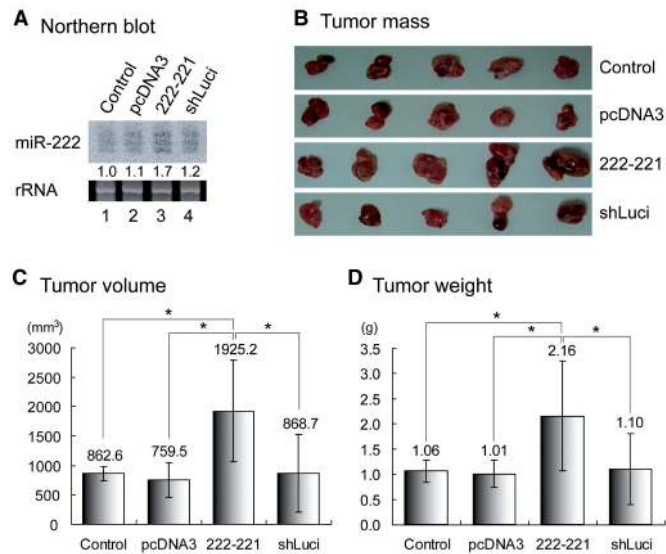 A Northern blot
Control
pcDNA3
222-221
shLuci
miR-222
1.0 1.1 1.7 1.2
rRNA
1 2 3 4
B Tumor mass
Control
pcDNA3
222-221
shLuci
C Tumor volume
(mm³)
3000
2500
2000
1500
1000
500
0
*
* *
862.6
759.5
1925.2
868.7
Control pcDNA3 222-221 shLuci
D Tumor weight
(g)
3.5
3.0
2.5
2.0
1.5
1.0
0.5
0.0
*
* *
1.06
1.01
2.16
1.10
Control pcDNA3 222-221 shLuci